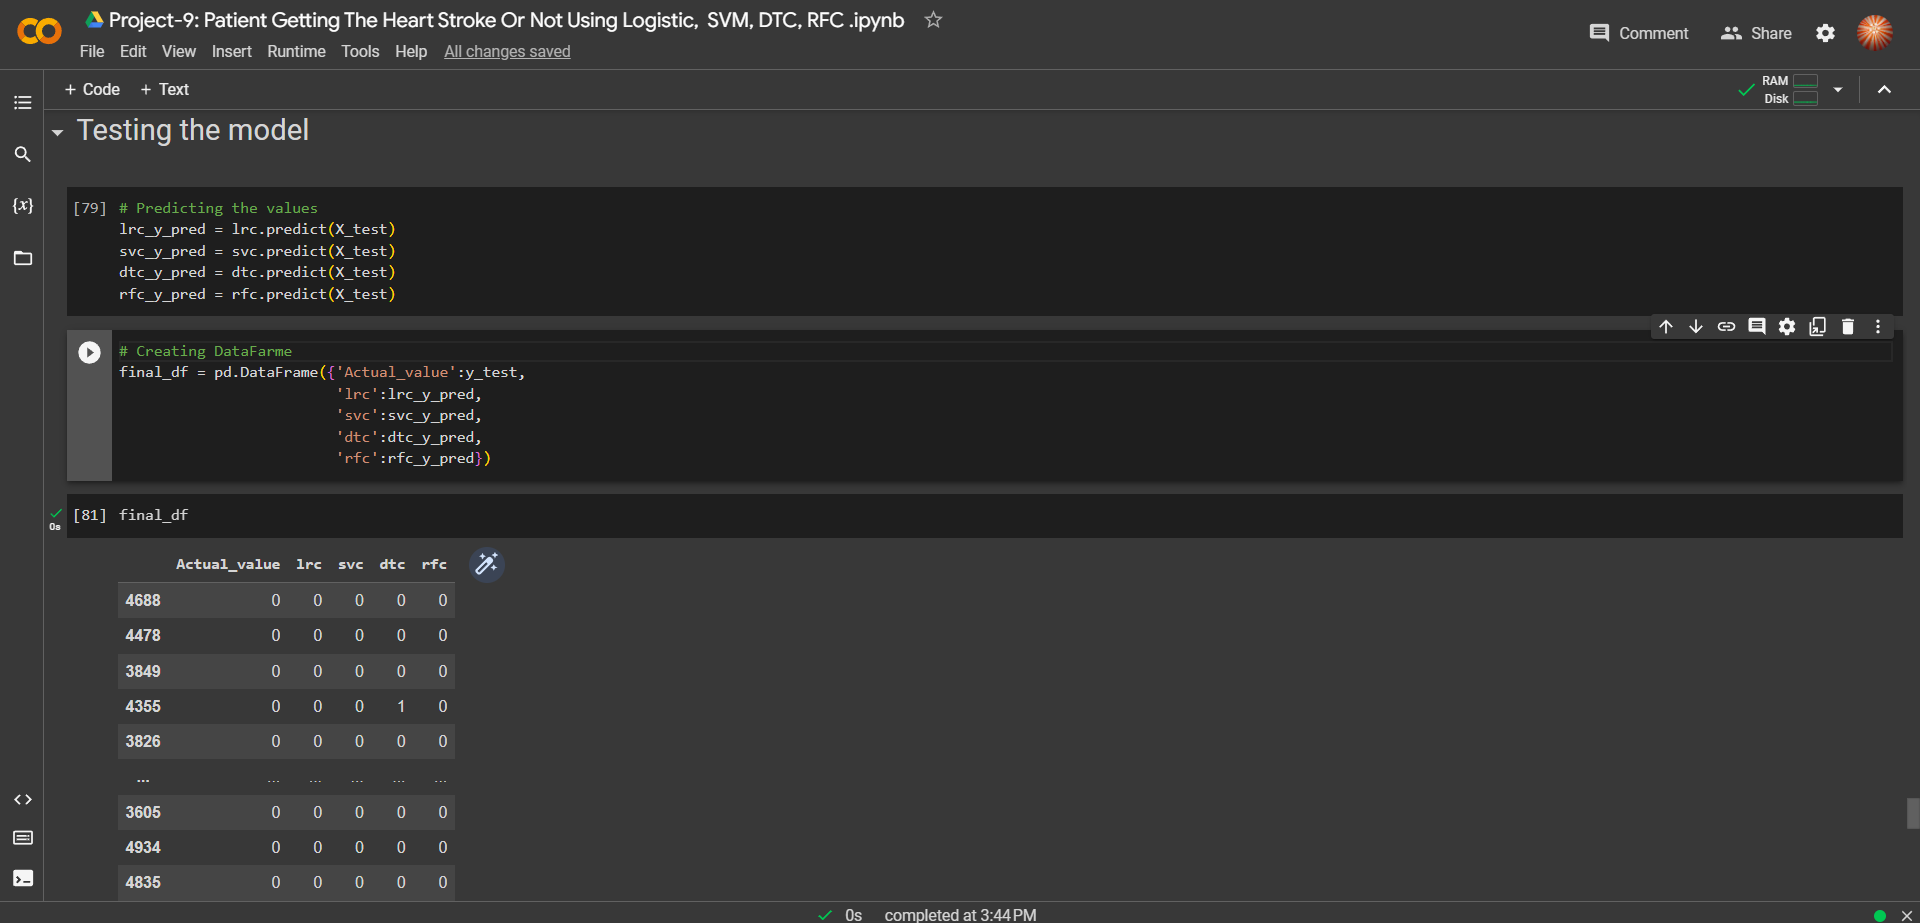 Project-9: Patient Getting The Heart Stroke Or Not Using Logistic, SVM, DTC, RFC .ipynb
File Edit View Insert Runtime Tools Help All changes saved
Comment Share
+ Code + Text
RAM
Disk
Testing the model
[79] # Predicting the values
lrc_y_pred = lrc.predict(X_test)
svc_y_pred = svc.predict(X_test)
dtc_y_pred = dtc.predict(X_test)
rfc_y_pred = rfc.predict(X_test)
# Creating DataFarme
final_df = pd.DataFrame({'Actual_value':y_test,
'lrc':lrc_y_pred,
'svc':svc_y_pred,
'dtc':dtc_y_pred,
'rfc':rfc_y_pred})
0s [81] final_df
Actual_value lrc svc dtc rfc
4688 0 0 0 0 0
4478 0 0 0 0 0
3849 0 0 0 0 0
4355 0 0 0 1 0
3826 0 0 0 0 0
... ... ... ... ... ...
3605 0 0 0 0 0
4934 0 0 0 0 0
4835 0 0 0 0 0
0s completed at 3:44 PM